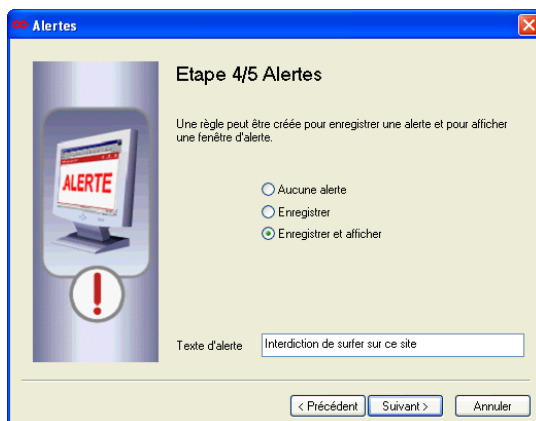 Alertes
Etape 4/5 Alertes
Une règle peut être créée pour enregistrer une alerte et pour afficher
une fenêtre d'alerte.
ALERTE
Aucune alerte
Enregistrer
Enregistrer et afficher
Texte d'alerte
Interdiction de surfer sur ce site
< Précédent
Suivant >
Annuler